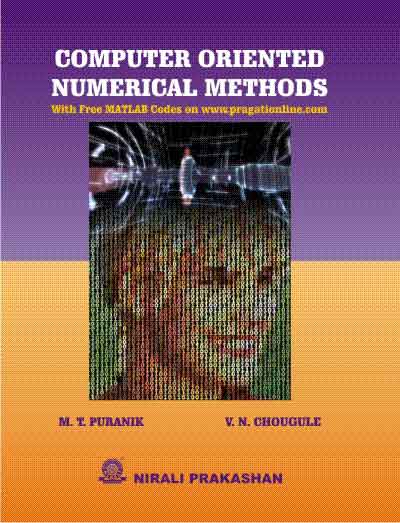 COMPUTER ORIENTED
NUMERICAL METHODS
With Free MATLAB Codes on www.pragationline.com
M. T. PURANIK V. N. CHOUGULE
NIRALI PRAKASHAN